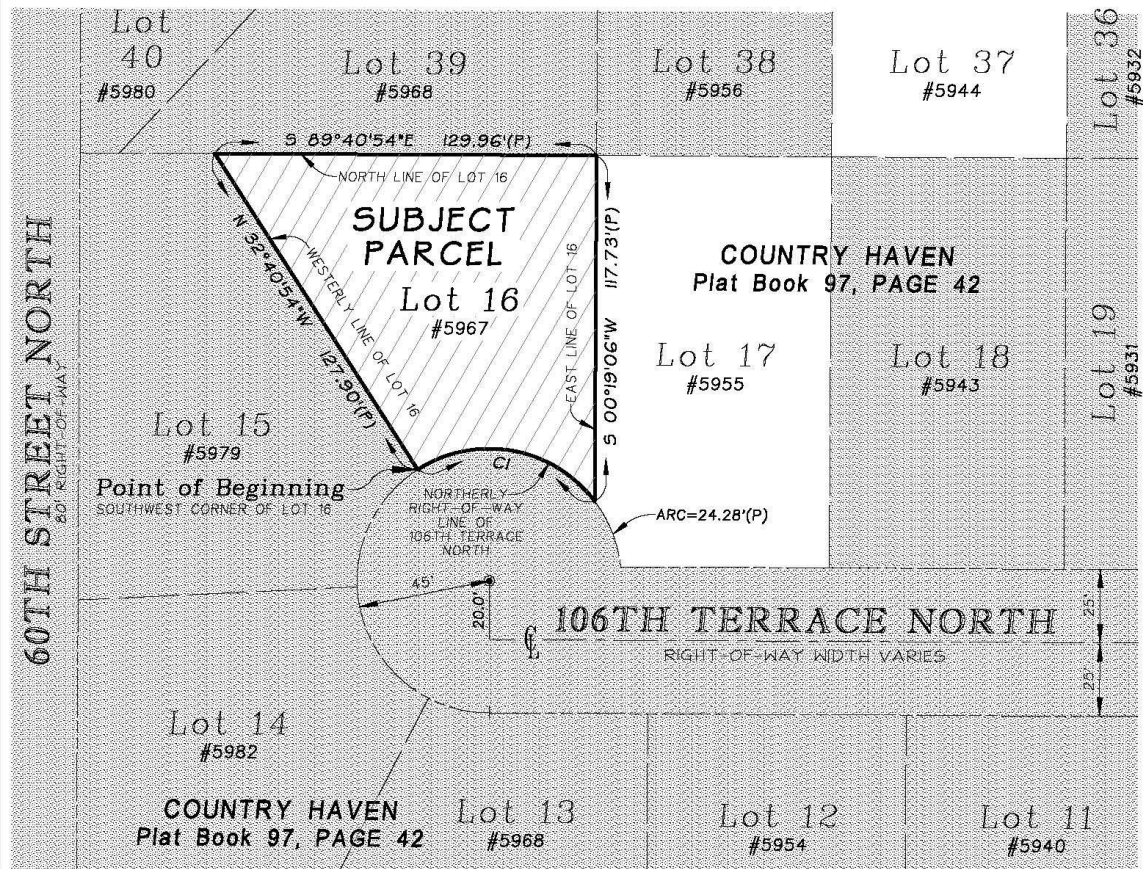 Lot
40
#5980
Lot 39
#5968
Lot 38
#5956
Lot 37
#5944
Lot 36
#5932
S 89°40'54"E 129.96'(P)
NORTH LINE OF LOT 16
SUBJECT
PARCEL
Lot 16
#5967
N 32°40'54"W 127.90'(P)
WESTERLY LINE OF LOT 16
EAST LINE OF LOT 16
S 00°19'06"W 117.73'(P)
COUNTRY HAVEN
Plat Book 97, PAGE 42
Lot 17
#5955
Lot 18
#5943
Lot 19
#5931
60TH STREET NORTH
80' RIGHT-OF-WAY
Lot 15
#5979
Point of Beginning
SOUTHWEST CORNER OF LOT 16
C1
NORTHERLY
RIGHT-OF-WAY
LINE OF
106TH TERRACE
NORTH
ARC=24.28'(P)
45'
20.0'
℄ 106TH TERRACE NORTH
RIGHT-OF-WAY WIDTH VARIES
25'
25'
Lot 14
#5982
COUNTRY HAVEN
Plat Book 97, PAGE 42
Lot 13
#5968
Lot 12
#5954
Lot 11
#5940